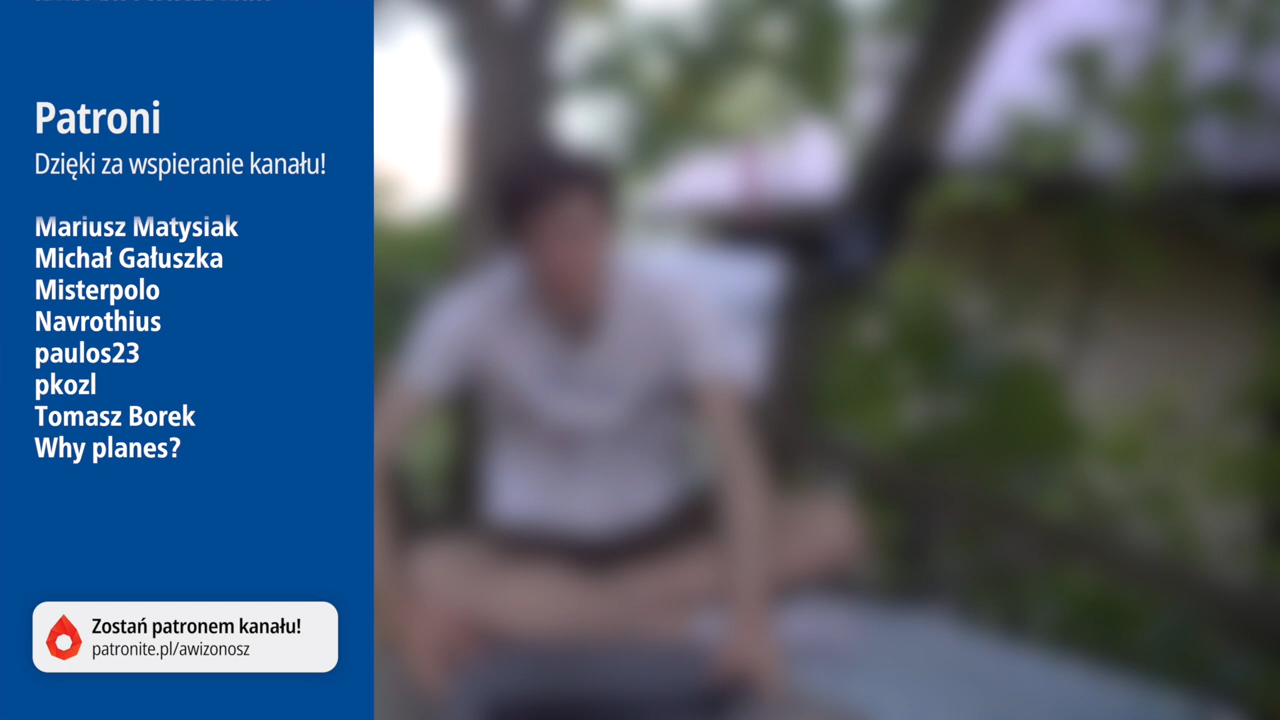 Patroni
Dzięki za wspieranie kanału!
Mariusz Matysiak
Michał Gałuszka
Misterpolo
Navrothius
paulos23
pkozl
Tomasz Borek
Why planes?
Zostań patronem kanału!
patronite.pl/awizonosz